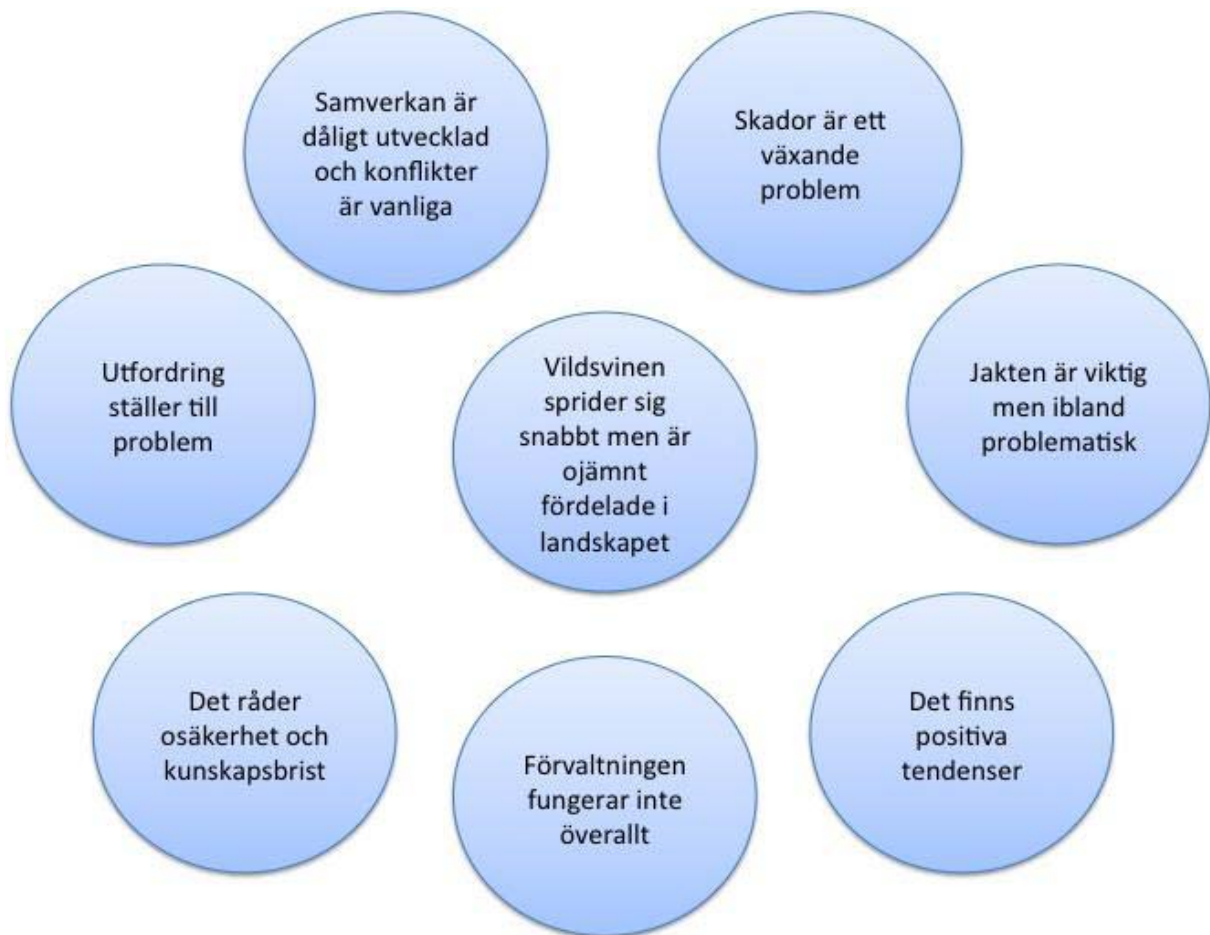 Samverkan är
dåligt utvecklad
och konflikter
är vanliga
Skador är ett
växande
problem
Utfordring
ställer till
problem
Vildsvinen
sprider sig
snabbt men är
ojämnt
fördelade i
landskapet
Jakten är viktig
men ibland
problematisk
Det råder
osäkerhet och
kunskapsbrist
Förvaltningen
fungerar inte
överallt
Det finns
positiva
tendenser